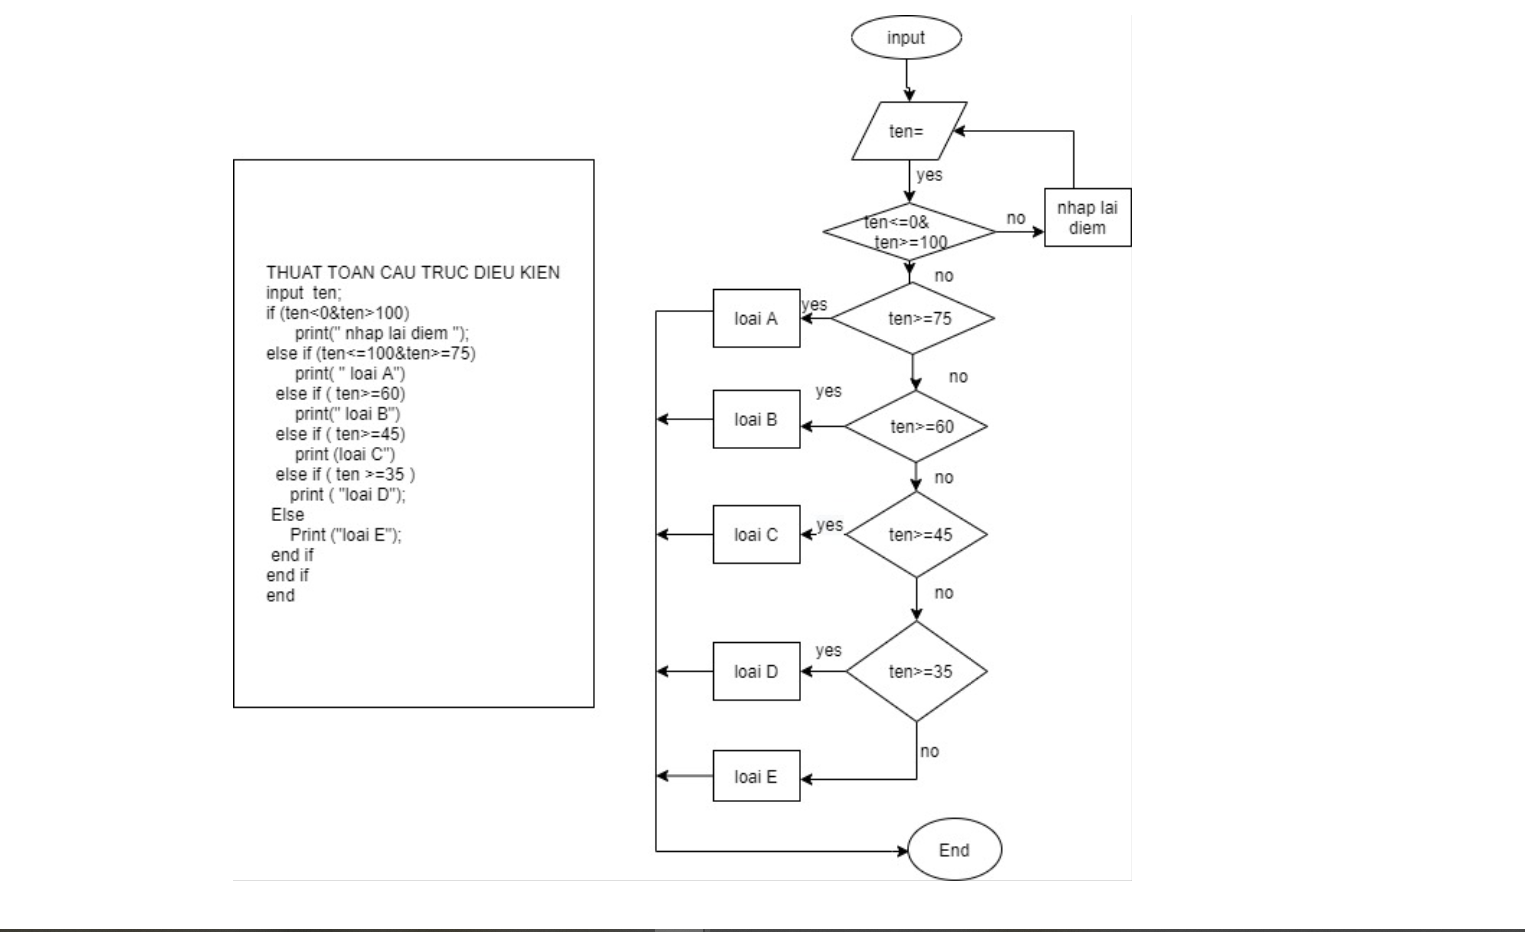 input
ten=
yes
nhap lai
diem
ten<=0&
ten>=100
no
no
THUAT TOAN CAU TRUC DIEU KIEN
input ten;
if (ten<0&ten>100)
print(" nhap lai diem ");
else if (ten<=100&ten>=75)
print( " loai A")
else if ( ten>=60)
print(" loai B")
else if ( ten>=45)
print (loai C")
else if ( ten >=35 )
print ( "loai D");
Else
Print ("loai E");
end if
end if
end
loai A
yes
ten>=75
no
loai B
yes
ten>=60
no
loai C
yes
ten>=45
no
loai D
yes
ten>=35
no
loai E
End